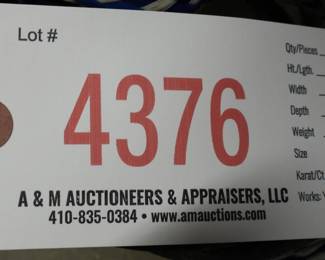 Lot #
4376
A & M AUCTIONEERS & APPRAISERS, LLC
410-835-0384 • www.amauctions.com
Qty/Pieces
Ht./Lgth.
Width
Depth
Weight
Size
Karat/Ct
Works: